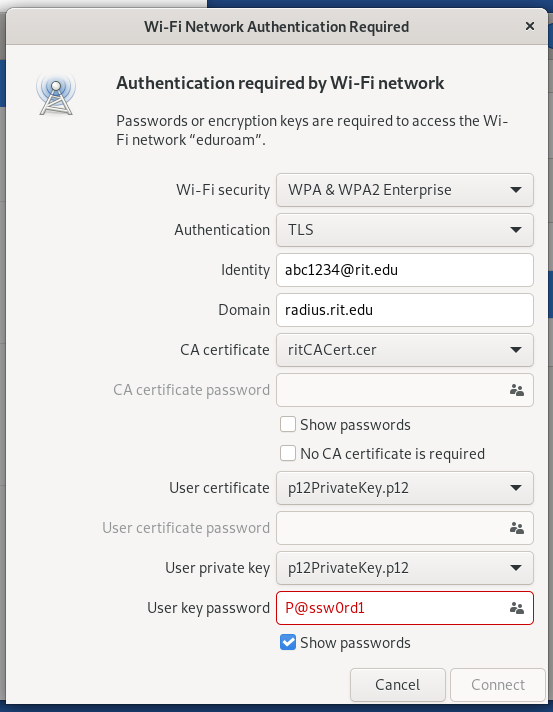 Wi-Fi Network Authentication Required
Authentication required by Wi-Fi network
Passwords or encryption keys are required to access the Wi-
Fi network “eduroam”.
Wi-Fi security WPA & WPA2 Enterprise
Authentication TLS
Identity abc1234@rit.edu
Domain radius.rit.edu
CA certificate ritCACert.cer
CA certificate password
Show passwords
No CA certificate is required
User certificate p12PrivateKey.p12
User certificate password
User private key p12PrivateKey.p12
User key password P@ssw0rd1
Show passwords
Cancel Connect